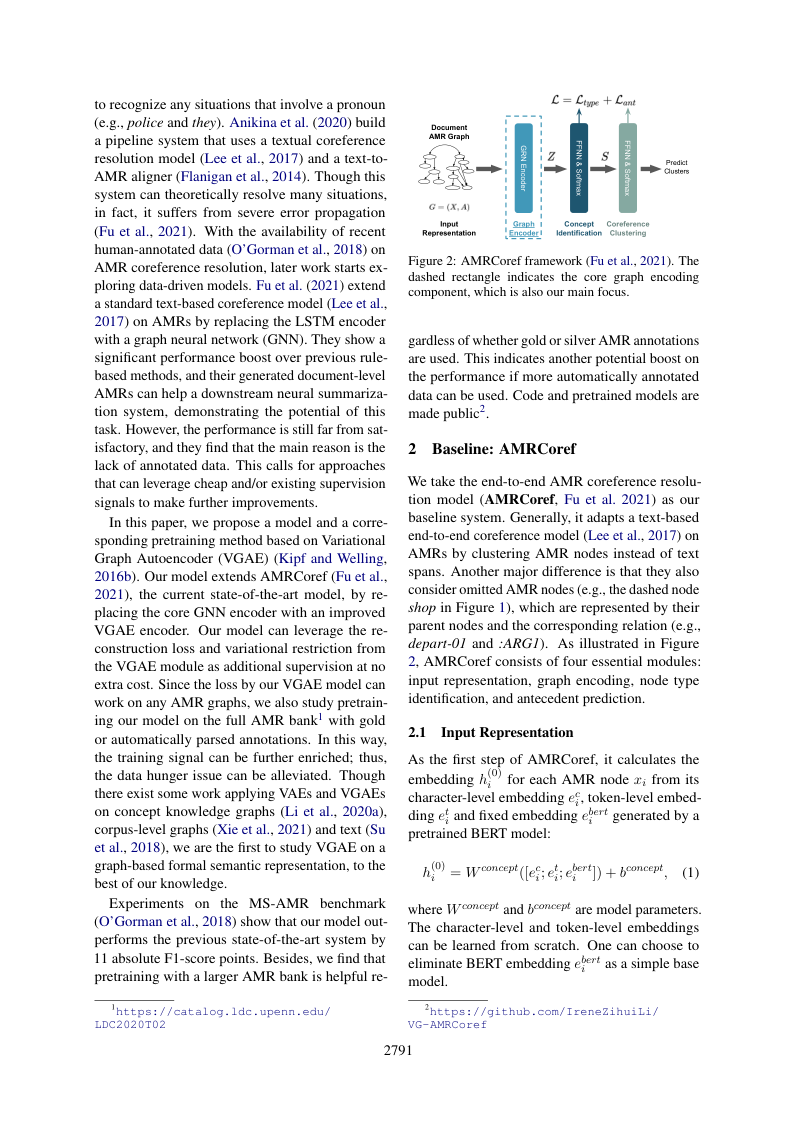 to recognize any situations that involve a pronoun
(e.g., police and they). Anikina et al. (2020) build
a pipeline system that uses a textual coreference
resolution model (Lee et al., 2017) and a text-to-
AMR aligner (Flanigan et al., 2014). Though this
system can theoretically resolve many situations,
in fact, it suffers from severe error propagation
(Fu et al., 2021). With the availability of recent
human-annotated data (O'Gorman et al., 2018) on
AMR coreference resolution, later work starts ex-
ploring data-driven models. Fu et al. (2021) extend
a standard text-based coreference model (Lee et al.,
2017) on AMRs by replacing the LSTM encoder
with a graph neural network (GNN). They show a
significant performance boost over previous rule-
based methods, and their generated document-level
AMRs can help a downstream neural summariza-
tion system, demonstrating the potential of this
task. However, the performance is still far from sat-
isfactory, and they find that the main reason is the
lack of annotated data. This calls for approaches
that can leverage cheap and/or existing supervision
signals to make further improvements.
In this paper, we propose a model and a corre-
sponding pretraining method based on Variational
Graph Autoencoder (VGAE) (Kipf and Welling,
2016b). Our model extends AMRCoref (Fu et al.,
2021), the current state-of-the-art model, by re-
placing the core GNN encoder with an improved
VGAE encoder. Our model can leverage the re-
construction loss and variational restriction from
the VGAE module as additional supervision at no
extra cost. Since the loss by our VGAE model can
work on any AMR graphs, we also study pretrain-
ing our model on the full AMR bank1 with gold
or automatically parsed annotations. In this way,
the training signal can be further enriched; thus,
the data hunger issue can be alleviated. Though
there exist some work applying VAEs and VGAEs
on concept knowledge graphs (Li et al., 2020a),
corpus-level graphs (Xie et al., 2021) and text (Su
et al., 2018), we are the first to study VGAE on a
graph-based formal semantic representation, to the
best of our knowledge.
Experiments on the MS-AMR benchmark
(O'Gorman et al., 2018) show that our model out-
performs the previous state-of-the-art system by
11 absolute F1-score points. Besides, we find that
pretraining with a larger AMR bank is helpful re-
1https://catalog.ldc.upenn.edu/
LDC2020T02
L = L_type + L_ant
Document
AMR Graph
GRN Encoder
Z
FFNN & Softmax
S
FFNN & Softmax
Predict
Clusters
G = (X, A)
Input
Representation
Graph
Encoder
Concept
Identification
Coreference
Clustering
Figure 2: AMRCoref framework (Fu et al., 2021). The
dashed rectangle indicates the core graph encoding
component, which is also our main focus.
gardless of whether gold or silver AMR annotations
are used. This indicates another potential boost on
the performance if more automatically annotated
data can be used. Code and pretrained models are
made public2.
2 Baseline: AMRCoref
We take the end-to-end AMR coreference resolu-
tion model (AMRCoref, Fu et al. 2021) as our
baseline system. Generally, it adapts a text-based
end-to-end coreference model (Lee et al., 2017) on
AMRs by clustering AMR nodes instead of text
spans. Another major difference is that they also
consider omitted AMR nodes (e.g., the dashed node
shop in Figure 1), which are represented by their
parent nodes and the corresponding relation (e.g.,
depart-01 and :ARG1). As illustrated in Figure
2, AMRCoref consists of four essential modules:
input representation, graph encoding, node type
identification, and antecedent prediction.
2.1 Input Representation
As the first step of AMRCoref, it calculates the
embedding h_i^(0) for each AMR node x_i from its
character-level embedding e_i^c, token-level embed-
ding e_i^t and fixed embedding e_i^bert generated by a
pretrained BERT model:
h_i^(0) = W^concept([e_i^c; e_i^t; e_i^bert]) + b^concept, (1)
where W^concept and b^concept are model parameters.
The character-level and token-level embeddings
can be learned from scratch. One can choose to
eliminate BERT embedding e_i^bert as a simple base
model.
2https://github.com/IreneZihuiLi/
VG-AMRCoref
2791